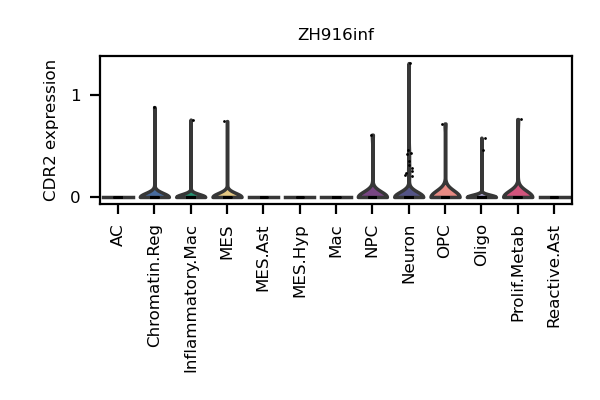 ZH916inf
CDR2 expression
1
0
AC
Chromatin.Reg
Inflammatory.Mac
MES
MES.Ast
MES.Hyp
Mac
NPC
Neuron
OPC
Oligo
Prolif.Metab
Reactive.Ast